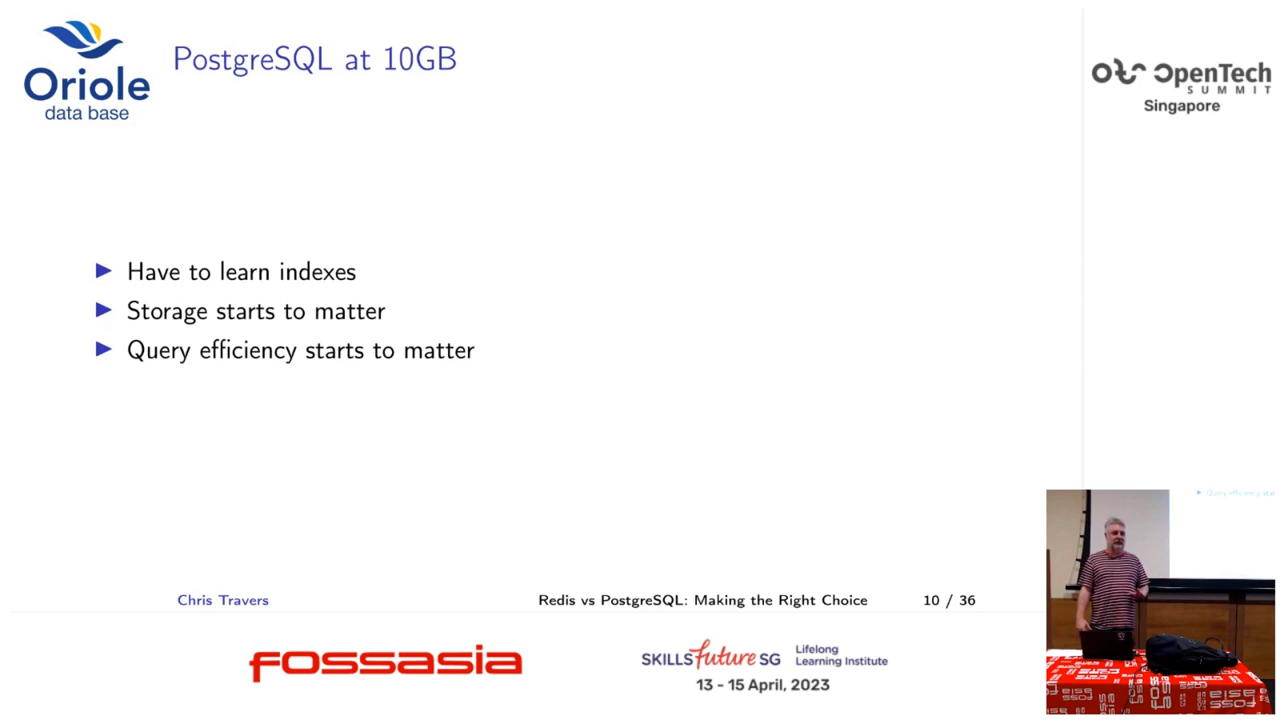 Oriole
data base
PostgreSQL at 10GB
OpenTech
SUMMIT
Singapore
▶ Have to learn indexes
▶ Storage starts to matter
▶ Query efficiency starts to matter
Chris Travers
Redis vs PostgreSQL: Making the Right Choice
10 / 36
fossasia
SKILLSfuture SG
Lifelong
Learning Institute
13 - 15 April, 2023